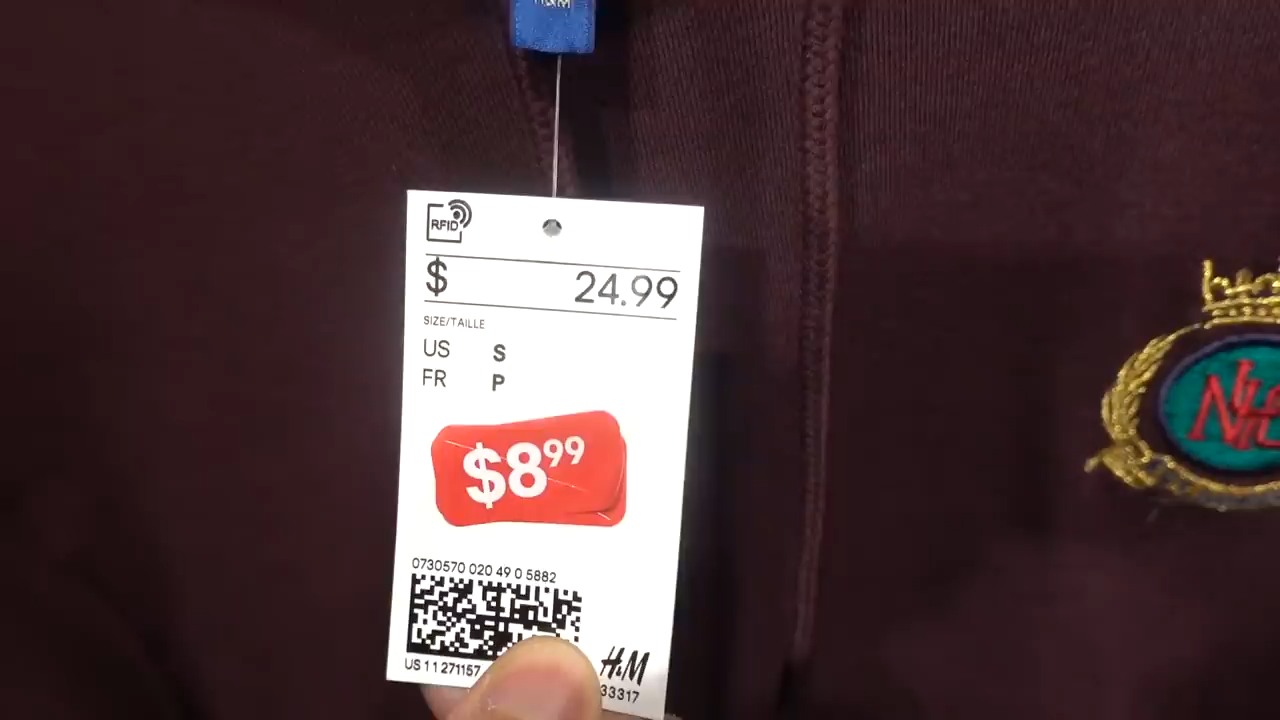 H&M
RFID
$ 24.99
SIZE/TAILLE
US S
FR P
$8.99
0730570 020 49 0 5882
US 1 1 271157
H&M
33317